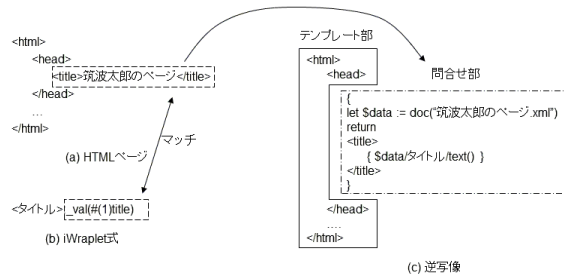 <html>
<head>
<title>筑波太郎のページ</title>
</head>
…
</html>
(a) HTMLページ
マッチ
<タイトル> _val(#(1)title)
(b) iWraplet式
テンプレート部
<html>
<head>
問合せ部
{
let $data := doc("筑波太郎のページ.xml")
return
<title>
{ $data/タイトル/text() }
</title>
}
</head>
....
</html>
(c) 逆写像